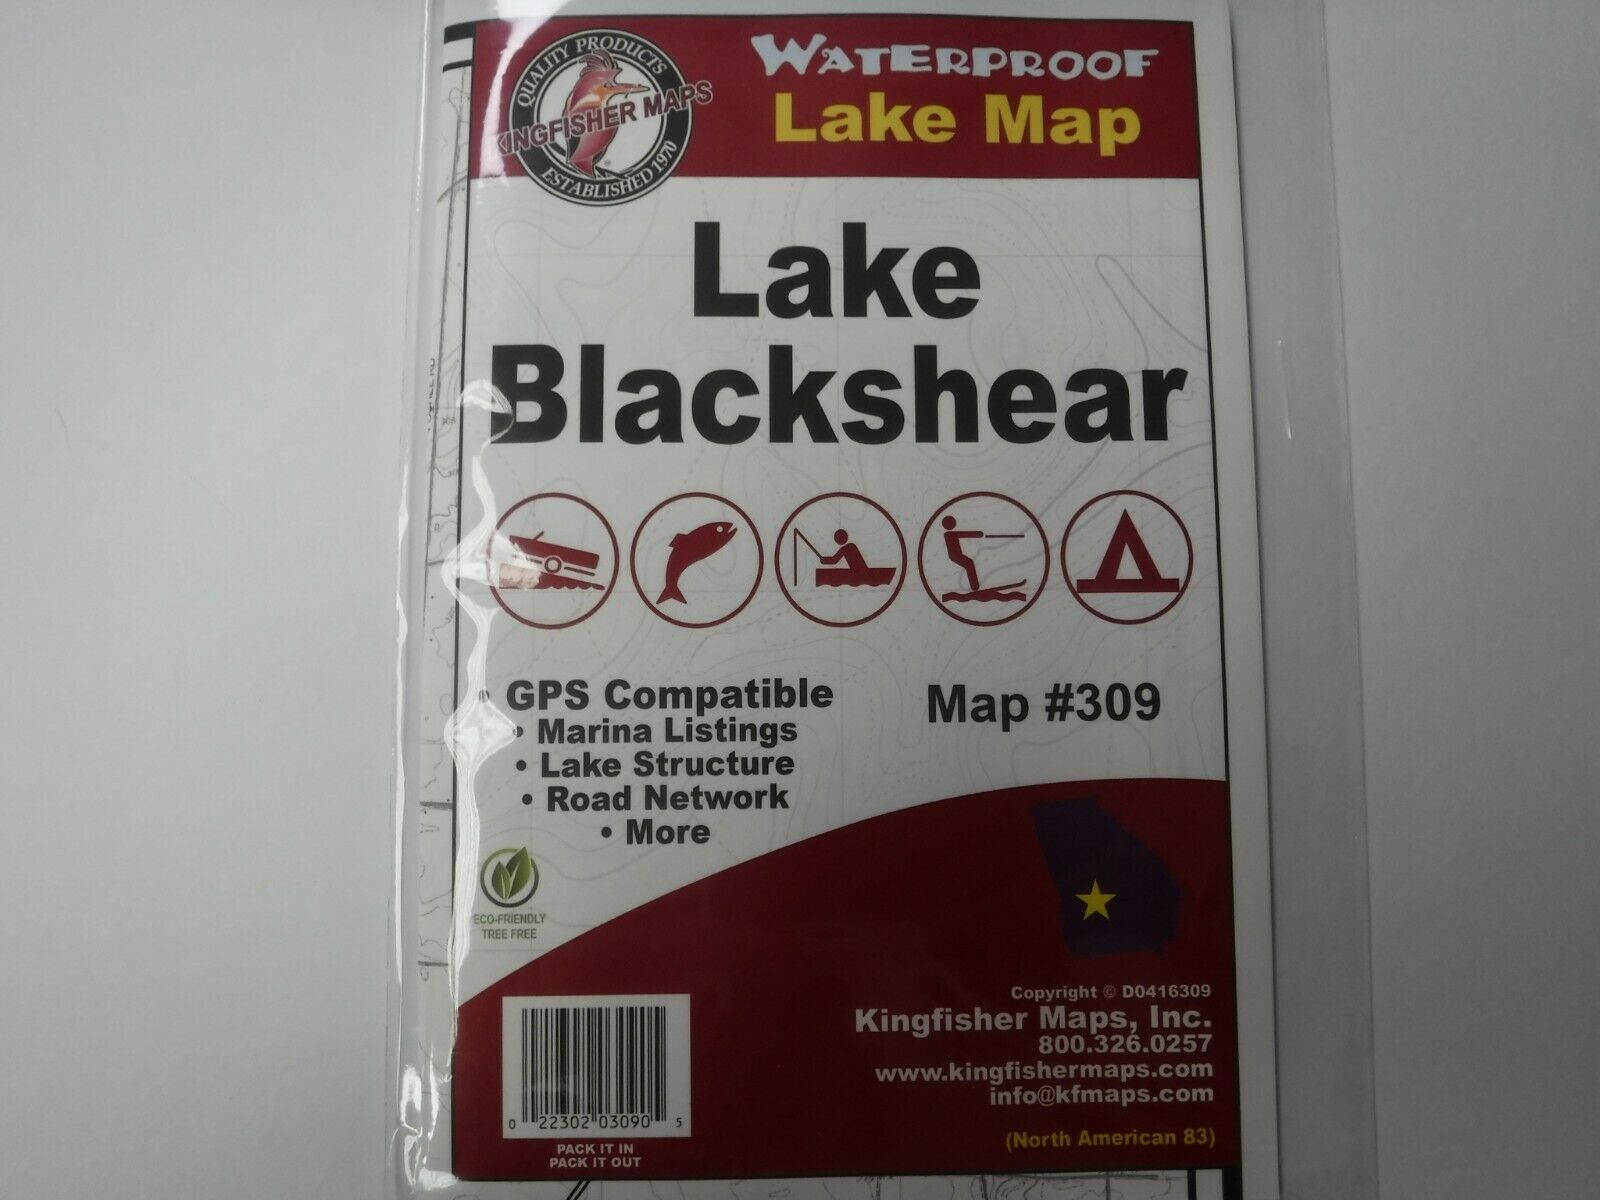 QUALITY PRODUCTS
KINGFISHER MAPS
®
ESTABLISHED 1970
WATERPROOF
Lake Map
Lake
Blackshear
• GPS Compatible
• Marina Listings
• Lake Structure
• Road Network
• More
Map #309
ECO-FRIENDLY
TREE FREE
Copyright © D0416309
Kingfisher Maps, Inc.
800.326.0257
www.kingfishermaps.com
info@kfmaps.com
(North American 83)
0 22302 03090 5
PACK IT IN
PACK IT OUT